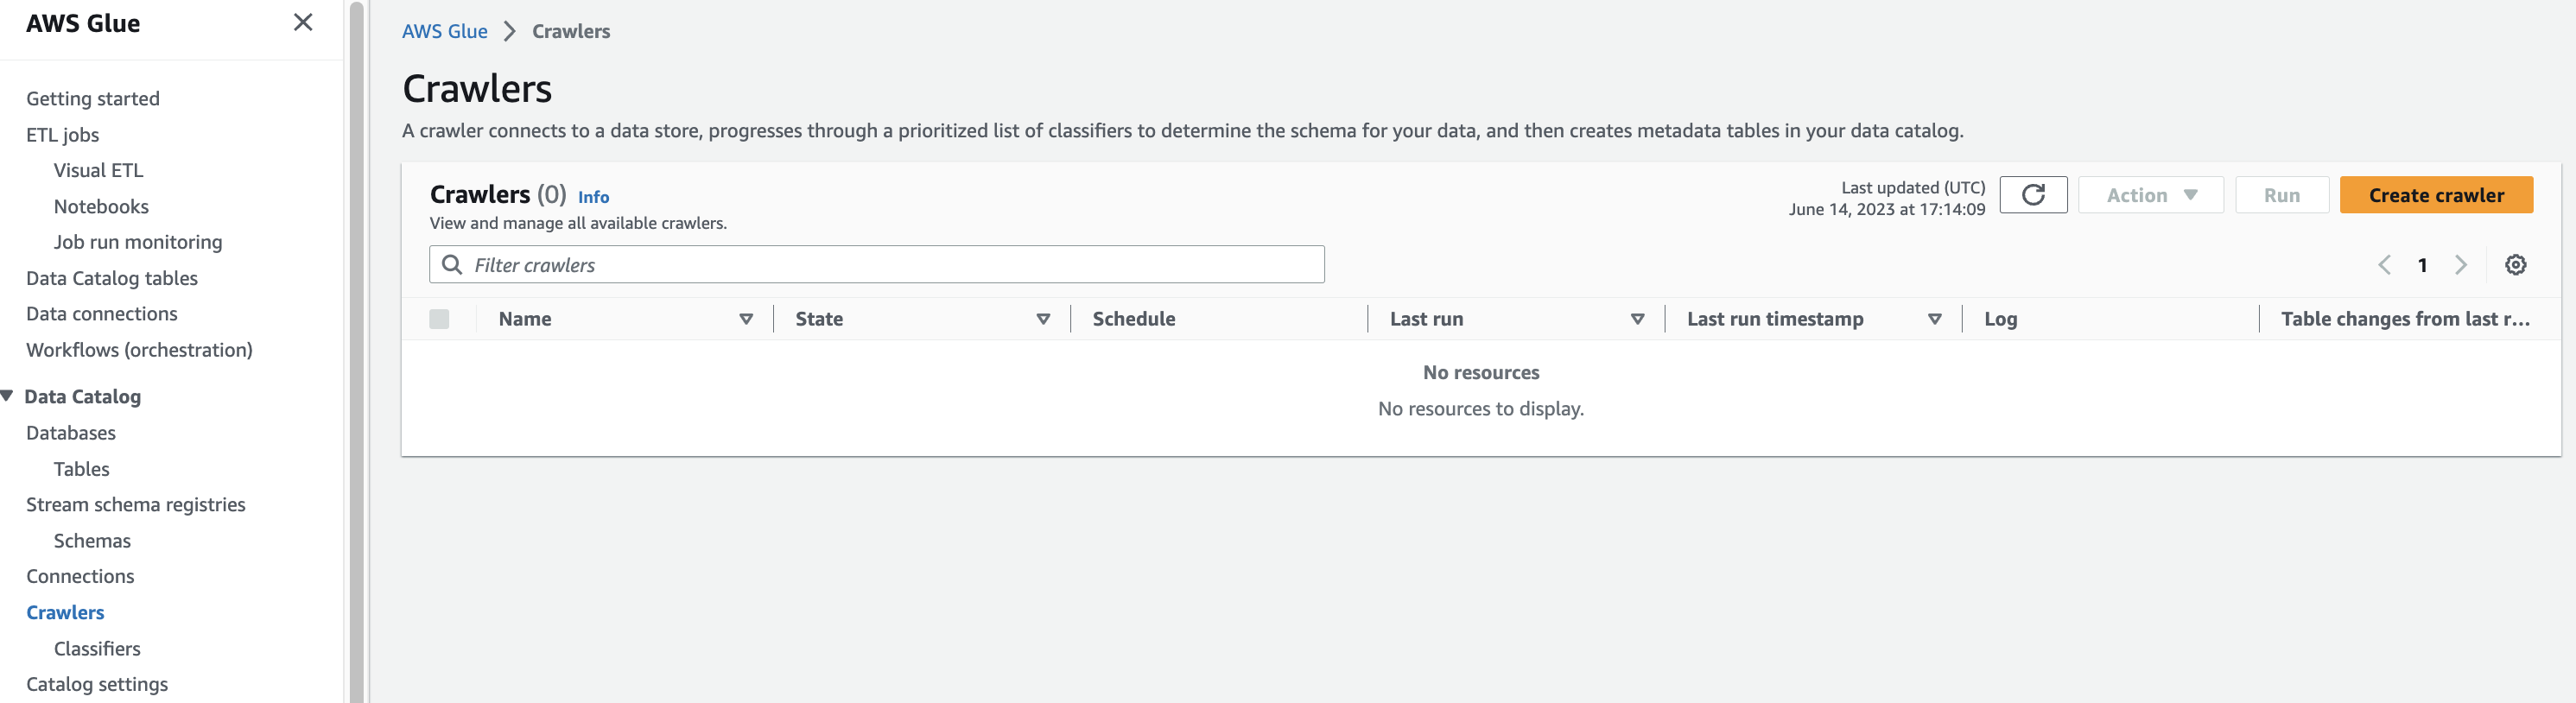 AWS Glue
Getting started
ETL jobs
Visual ETL
Notebooks
Job run monitoring
Data Catalog tables
Data connections
Workflows (orchestration)
Data Catalog
Databases
Tables
Stream schema registries
Schemas
Connections
Crawlers
Classifiers
Catalog settings
AWS Glue > Crawlers
Crawlers
A crawler connects to a data store, progresses through a prioritized list of classifiers to determine the schema for your data, and then creates metadata tables in your data catalog.
Crawlers (0) Info
View and manage all available crawlers.
Last updated (UTC)
June 14, 2023 at 17:14:09
Action Run Create crawler
Filter crawlers
1
Name State Schedule Last run Last run timestamp Log Table changes from last r...
No resources
No resources to display.